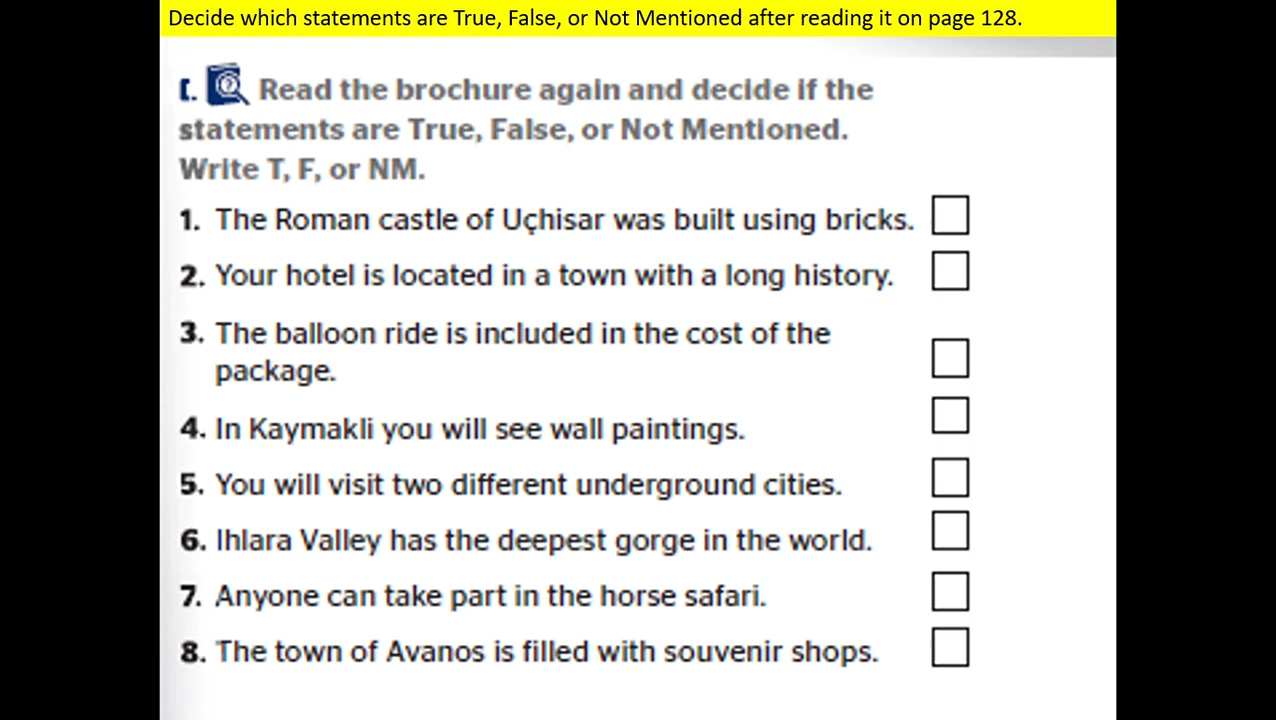 Decide which statements are True, False, or Not Mentioned after reading it on page 128.
I. Read the brochure again and decide if the
statements are True, False, or Not Mentioned.
Write T, F, or NM.
1. The Roman castle of Uçhisar was built using bricks.
2. Your hotel is located in a town with a long history.
3. The balloon ride is included in the cost of the
package.
4. In Kaymakli you will see wall paintings.
5. You will visit two different underground cities.
6. Ihlara Valley has the deepest gorge in the world.
7. Anyone can take part in the horse safari.
8. The town of Avanos is filled with souvenir shops.